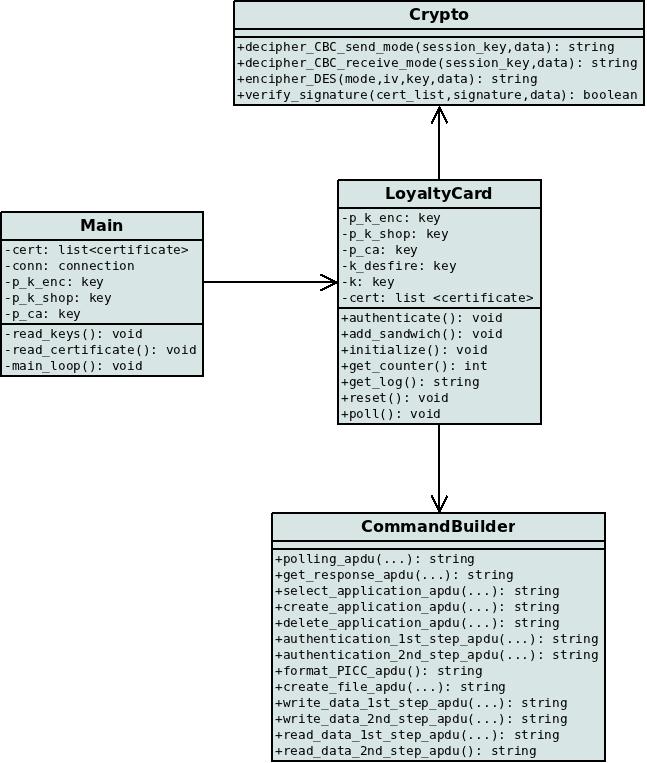 Crypto
+decipher_CBC_send_mode(session_key,data): string
+decipher_CBC_receive_mode(session_key,data): string
+encipher_DES(mode,iv,key,data): string
+verify_signature(cert_list,signature,data): boolean
LoyaltyCard
-p_k_enc: key
-p_k_shop: key
-p_ca: key
-k_desfire: key
-k: key
-cert: list <certificate>
+authenticate(): void
+add_sandwich(): void
+initialize(): void
+get_counter(): int
+get_log(): string
+reset(): void
+poll(): void
Main
-cert: list<certificate>
-conn: connection
-p_k_enc: key
-p_k_shop: key
-p_ca: key
-read_keys(): void
-read_certificate(): void
-main_loop(): void
CommandBuilder
+polling_apdu(...): string
+get_response_apdu(...): string
+select_application_apdu(...): string
+create_application_apdu(...): string
+delete_application_apdu(...): string
+authentication_1st_step_apdu(...): string
+authentication_2nd_step_apdu(...): string
+format_PICC_apdu(): string
+create_file_apdu(...): string
+write_data_1st_step_apdu(...): string
+write_data_2nd_step_apdu(...): string
+read_data_1st_step_apdu(...): string
+read_data_2nd_step_apdu(): string